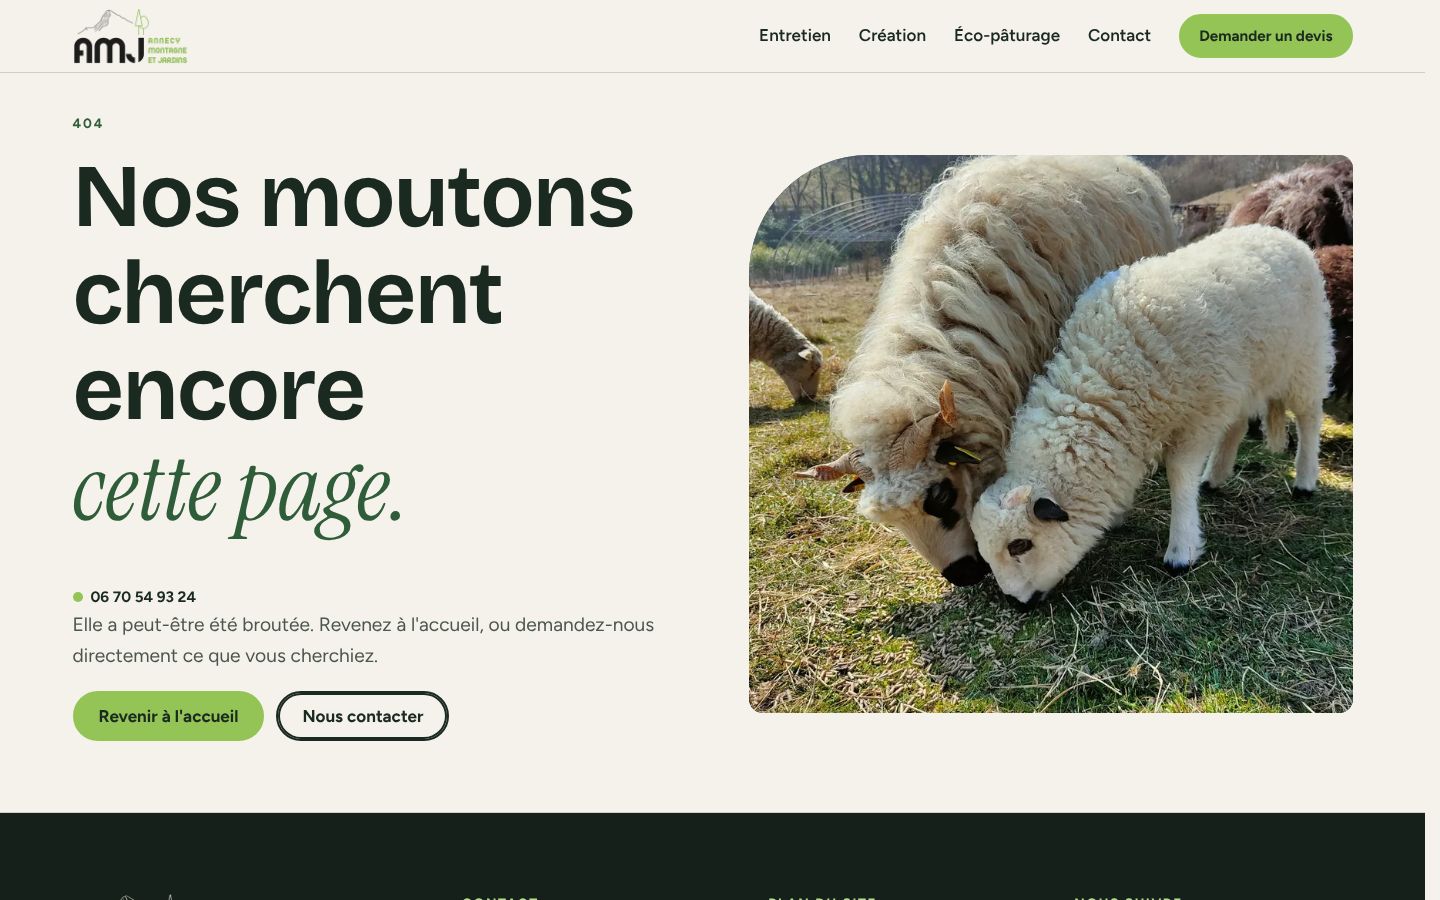 AMJ ANNECY
MONTAGNE
ET JARDINS
Entretien
Création
Éco-pâturage
Contact
Demander un devis
404
Nos moutons
cherchent
encore
cette page.
06 70 54 93 24
Elle a peut-être été broutée. Revenez à l'accueil, ou demandez-nous
directement ce que vous cherchiez.
Revenir à l'accueil
Nous contacter